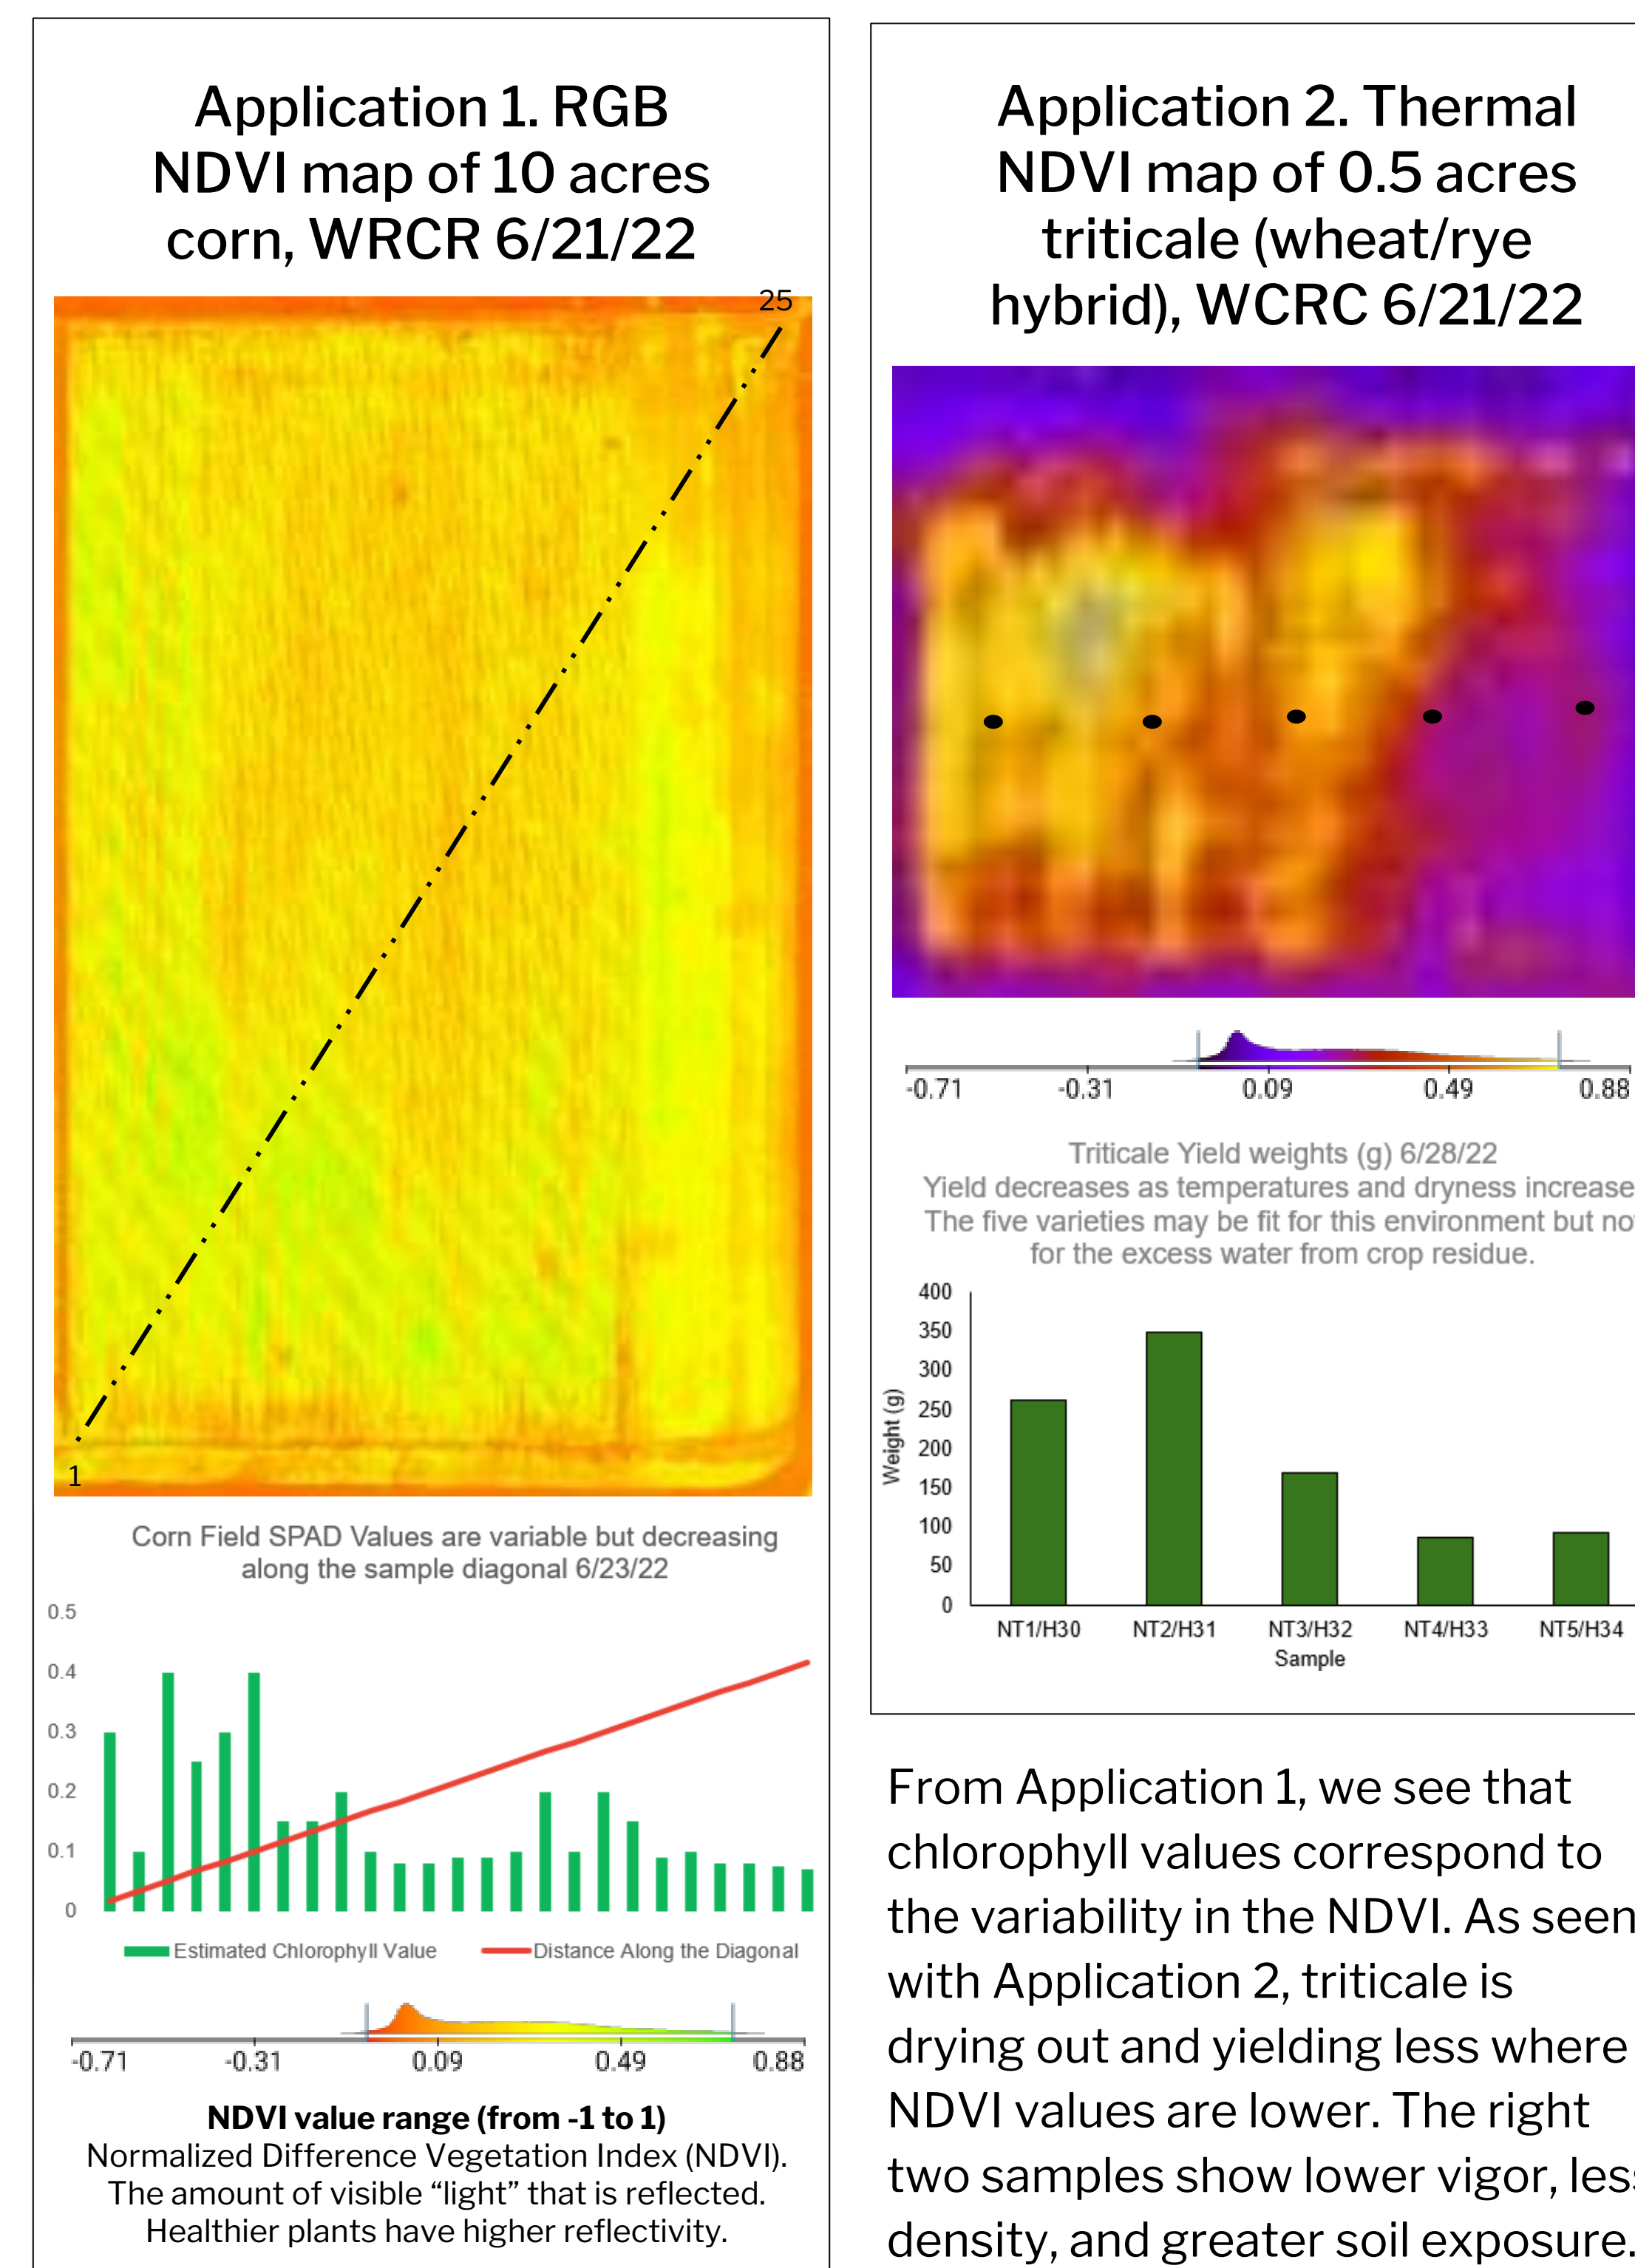 Application 1. RGB
NDVI map of 10 acres
corn, WRCR 6/21/22
25
1
Corn Field SPAD Values are variable but decreasing
along the sample diagonal 6/23/22
0.5
0.4
0.3
0.2
0.1
0
Estimated Chlorophyll Value
Distance Along the Diagonal
-0.71 -0.31 0.09 0.49 0.88
NDVI value range (from -1 to 1)
Normalized Difference Vegetation Index (NDVI).
The amount of visible “light” that is reflected.
Healthier plants have higher reflectivity.
Application 2. Thermal
NDVI map of 0.5 acres
triticale (wheat/rye
hybrid), WCRC 6/21/22
-0.71 -0.31 0.09 0.49 0.88
Triticale Yield weights (g) 6/28/22
Yield decreases as temperatures and dryness increase
The five varieties may be fit for this environment but
for the excess water from crop residue.
400
350
300
250
200
150
100
50
0
Weight (g)
NT1/H30 NT2/H31 NT3/H32 NT4/H33 NT5/H34
Sample
From Application 1, we see that
chlorophyll values correspond to
the variability in the NDVI. As seen
with Application 2, triticale is
drying out and yielding less where
NDVI values are lower. The right
two samples show lower vigor, less
density, and greater soil exposure.